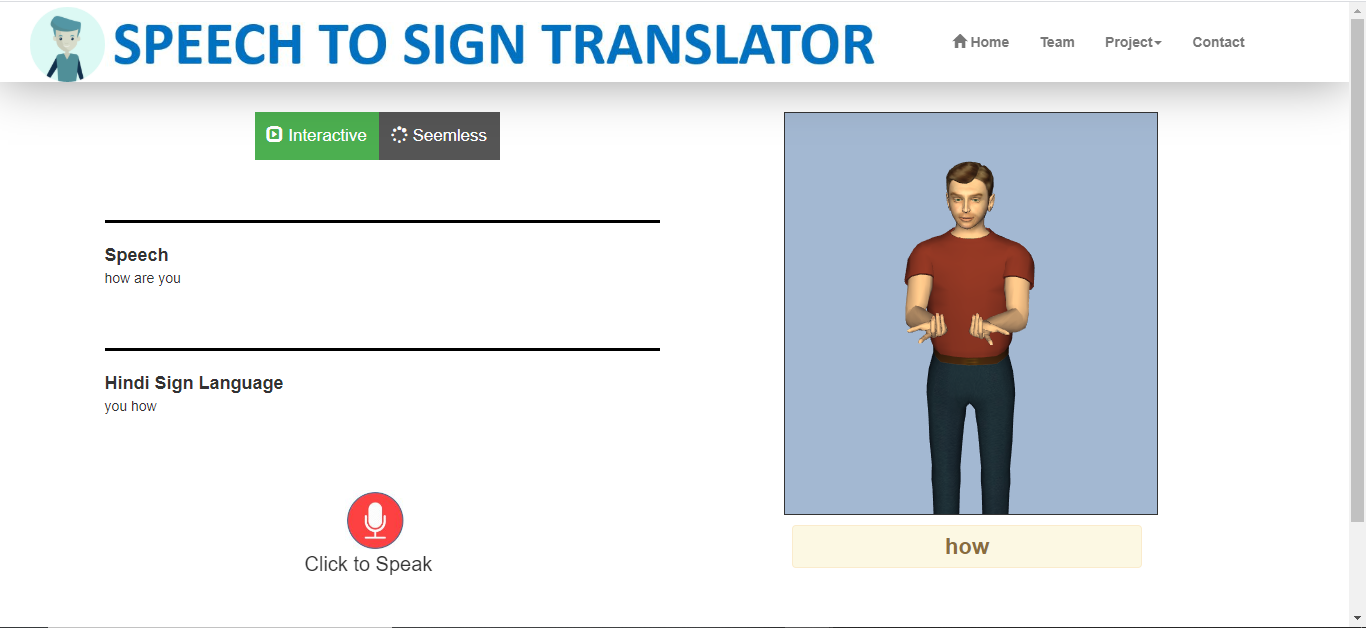 SPEECH TO SIGN TRANSLATOR
Home Team Project Contact
Interactive Seemless
Speech
how are you
Hindi Sign Language
you how
Click to Speak
how